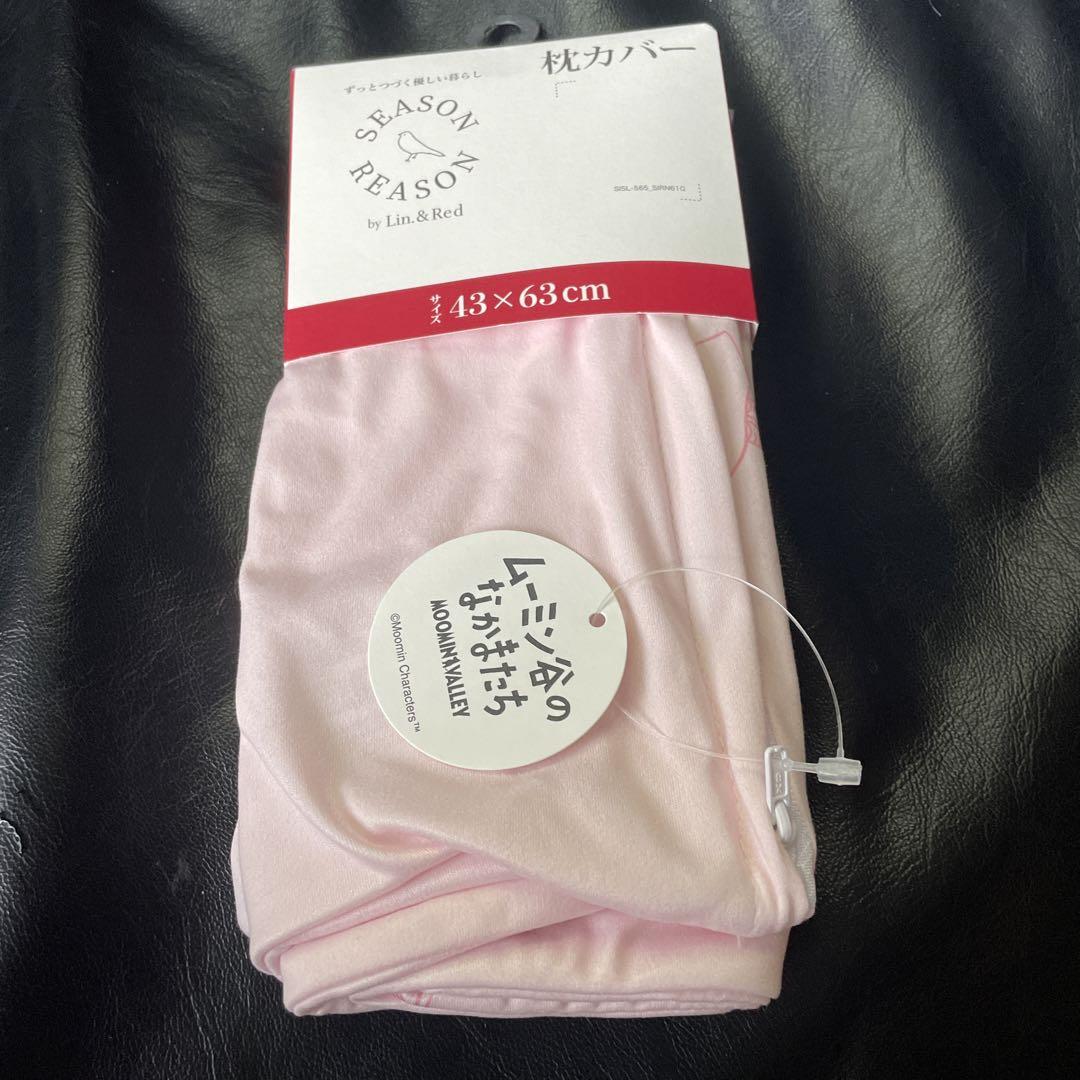 枕カバー
ずっとつづく優しい暮らし
SEASON
REASON
by Lin.&Red
SISL-565_SIRN61Q
サイズ 43×63cm
ムーミン谷の
なかまたち
MOOMINVALLEY
©Moomin Characters™